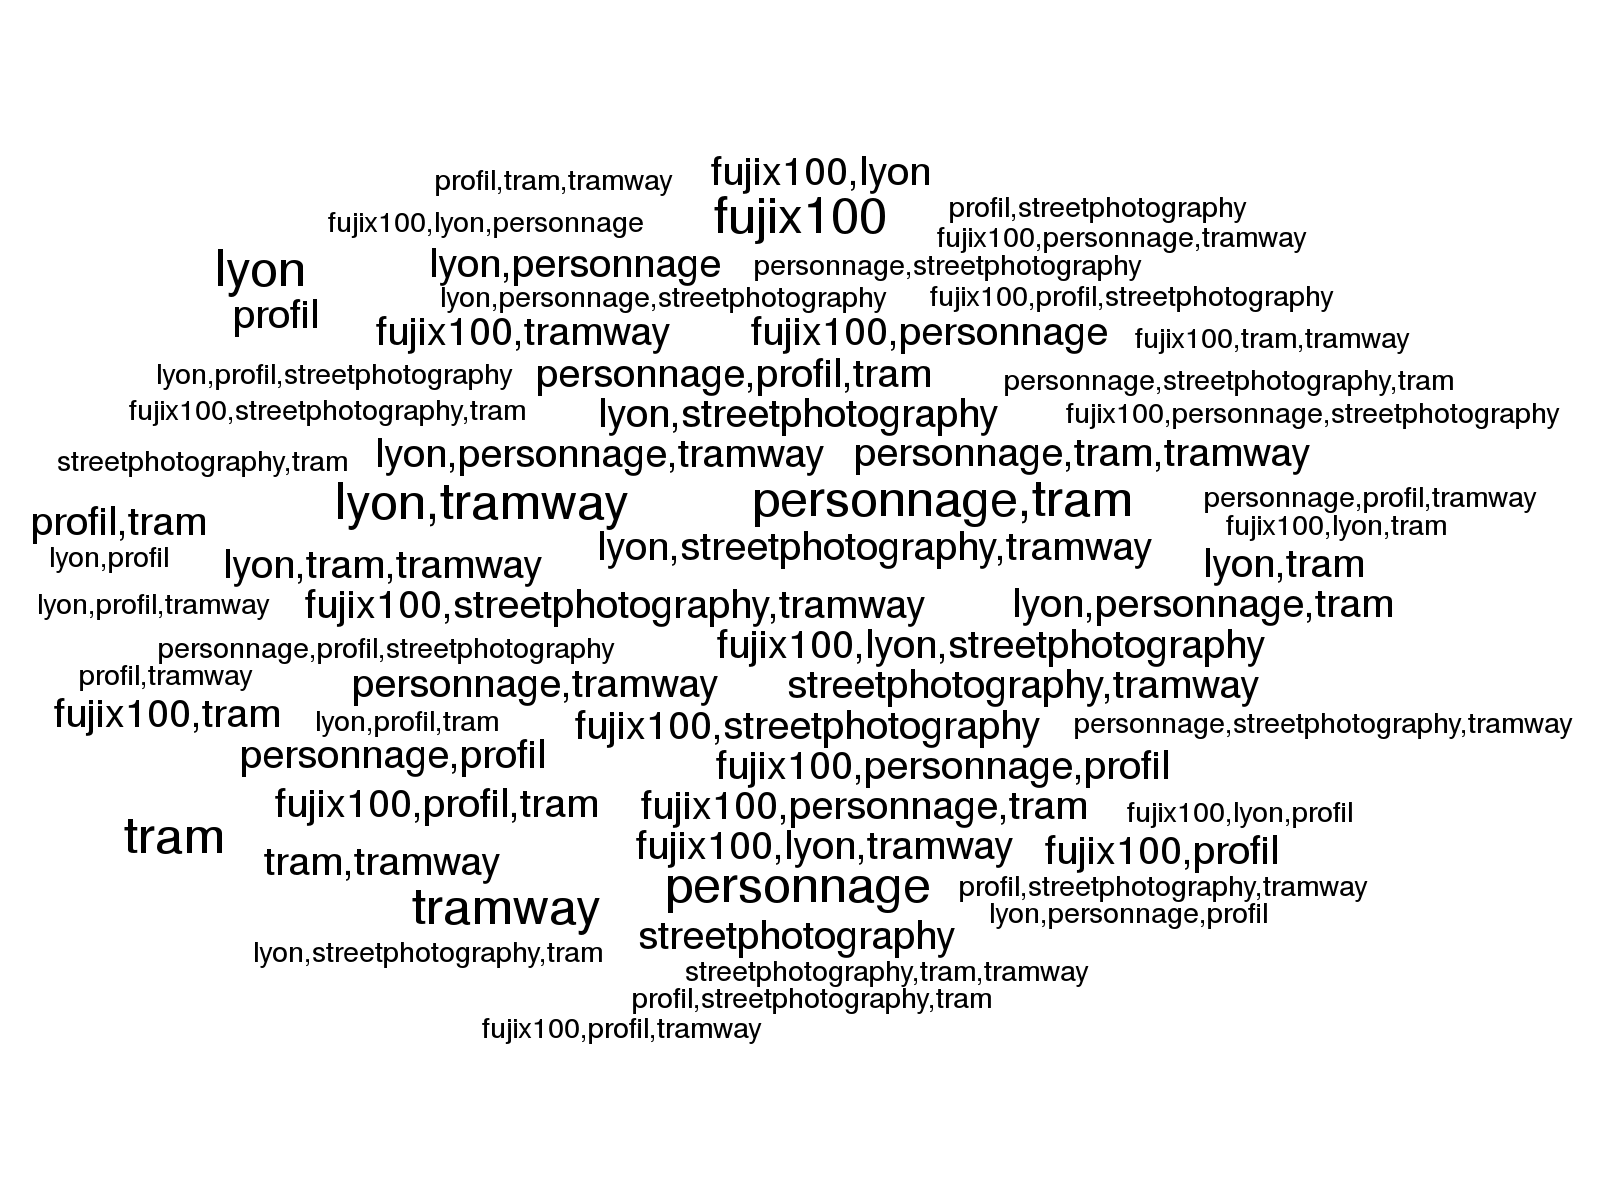 profil,tram,tramway
fujix100,lyon
fujix100
profil,streetphotography
fujix100,lyon,personnage
fujix100,personnage,tramway
lyon
lyon,personnage
personnage,streetphotography
lyon,personnage,streetphotography
fujix100,profil,streetphotography
profil
fujix100,tramway
fujix100,personnage
fujix100,tram,tramway
lyon,profil,streetphotography
personnage,profil,tram
personnage,streetphotography,tram
fujix100,streetphotography,tram
lyon,streetphotography
fujix100,personnage,streetphotography
streetphotography,tram
lyon,personnage,tramway
personnage,tram,tramway
lyon,tramway
personnage,tram
personnage,profil,tramway
profil,tram
fujix100,lyon,tram
lyon,profil
lyon,tram,tramway
lyon,streetphotography,tramway
lyon,tram
lyon,profil,tramway
fujix100,streetphotography,tramway
lyon,personnage,tram
personnage,profil,streetphotography
fujix100,lyon,streetphotography
profil,tramway
personnage,tramway
streetphotography,tramway
fujix100,tram
lyon,profil,tram
fujix100,streetphotography
personnage,streetphotography,tramway
personnage,profil
fujix100,personnage,profil
fujix100,profil,tram
fujix100,personnage,tram
fujix100,lyon,profil
tram
tram,tramway
fujix100,lyon,tramway
fujix100,profil
personnage
profil,streetphotography,tramway
tramway
lyon,personnage,profil
streetphotography
lyon,streetphotography,tram
streetphotography,tram,tramway
profil,streetphotography,tram
fujix100,profil,tramway